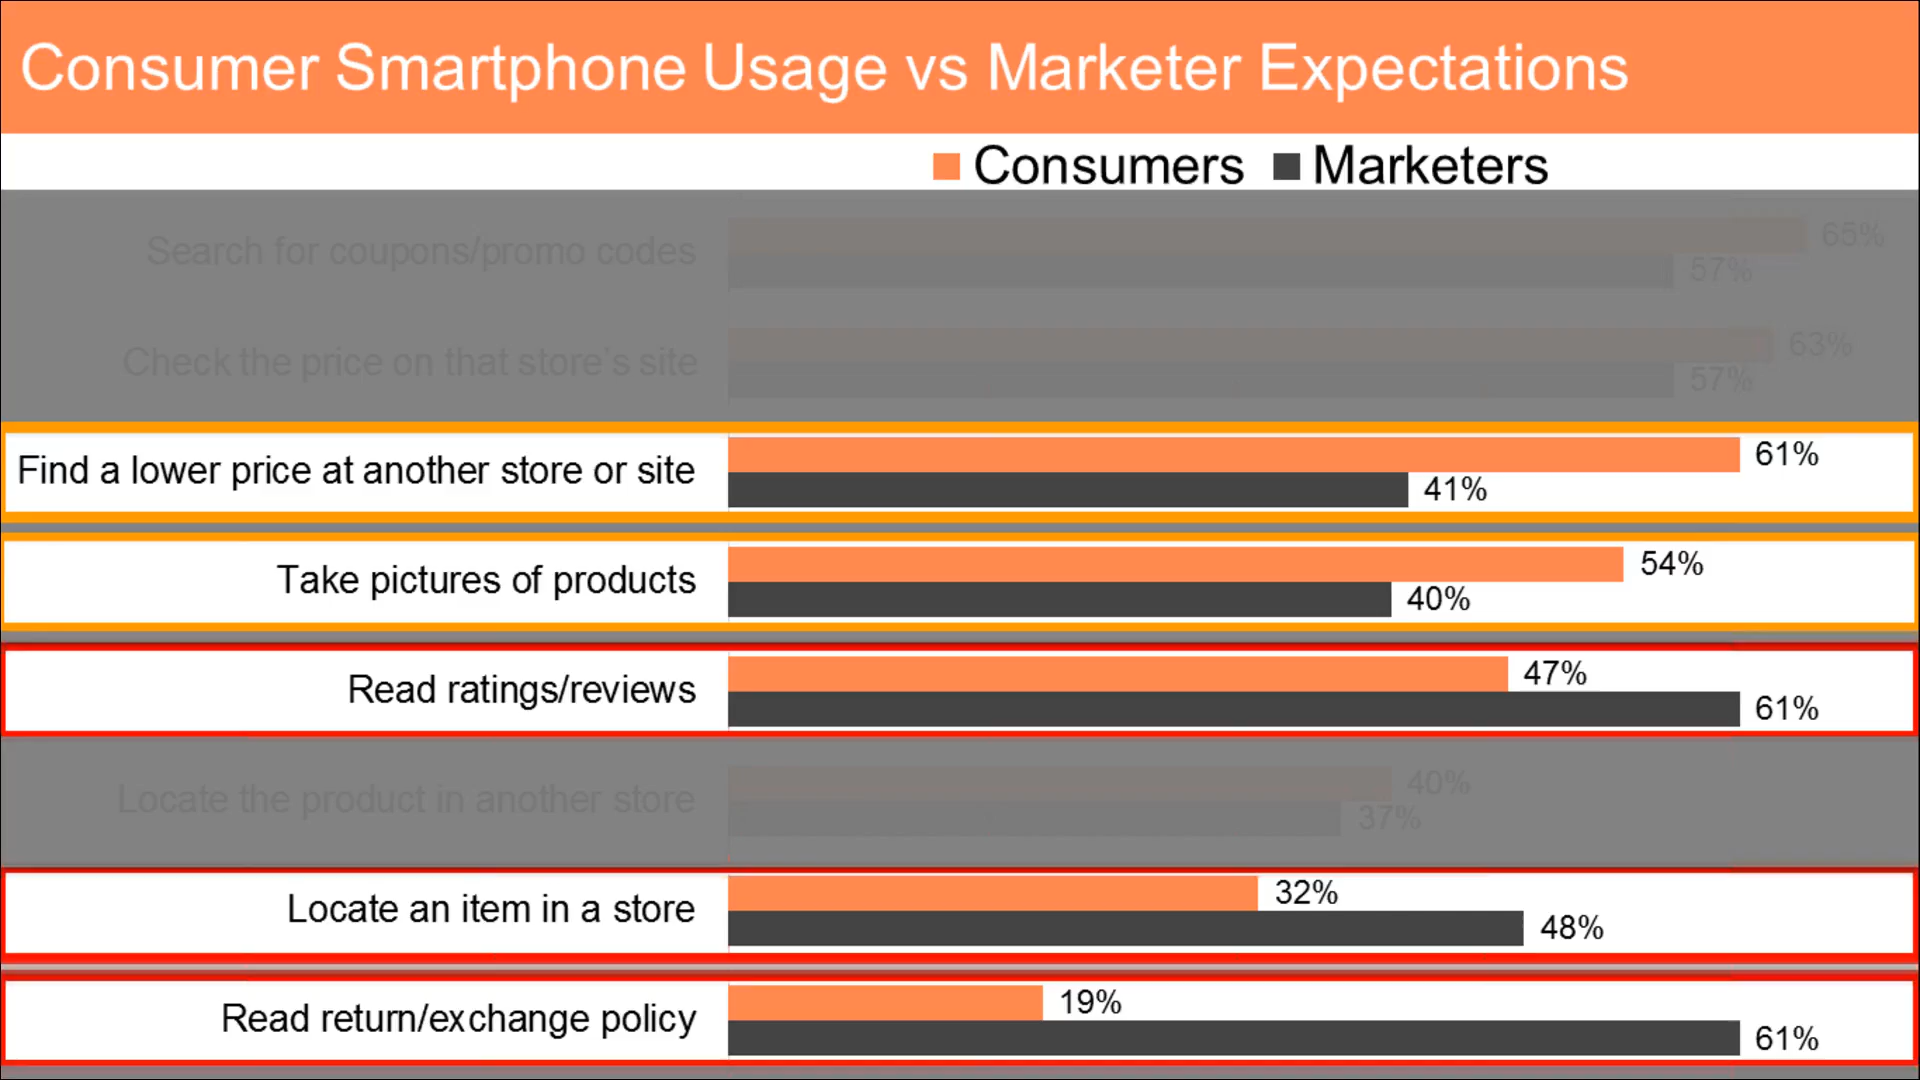 Consumer Smartphone Usage vs Marketer Expectations
Consumers Marketers
Search for coupons/promo codes
65%
57%
Check the price on that store's site
63%
57%
Find a lower price at another store or site
61%
41%
Take pictures of products
54%
40%
Read ratings/reviews
47%
61%
Locate the product in another store
40%
37%
Locate an item in a store
32%
48%
Read return/exchange policy
19%
61%